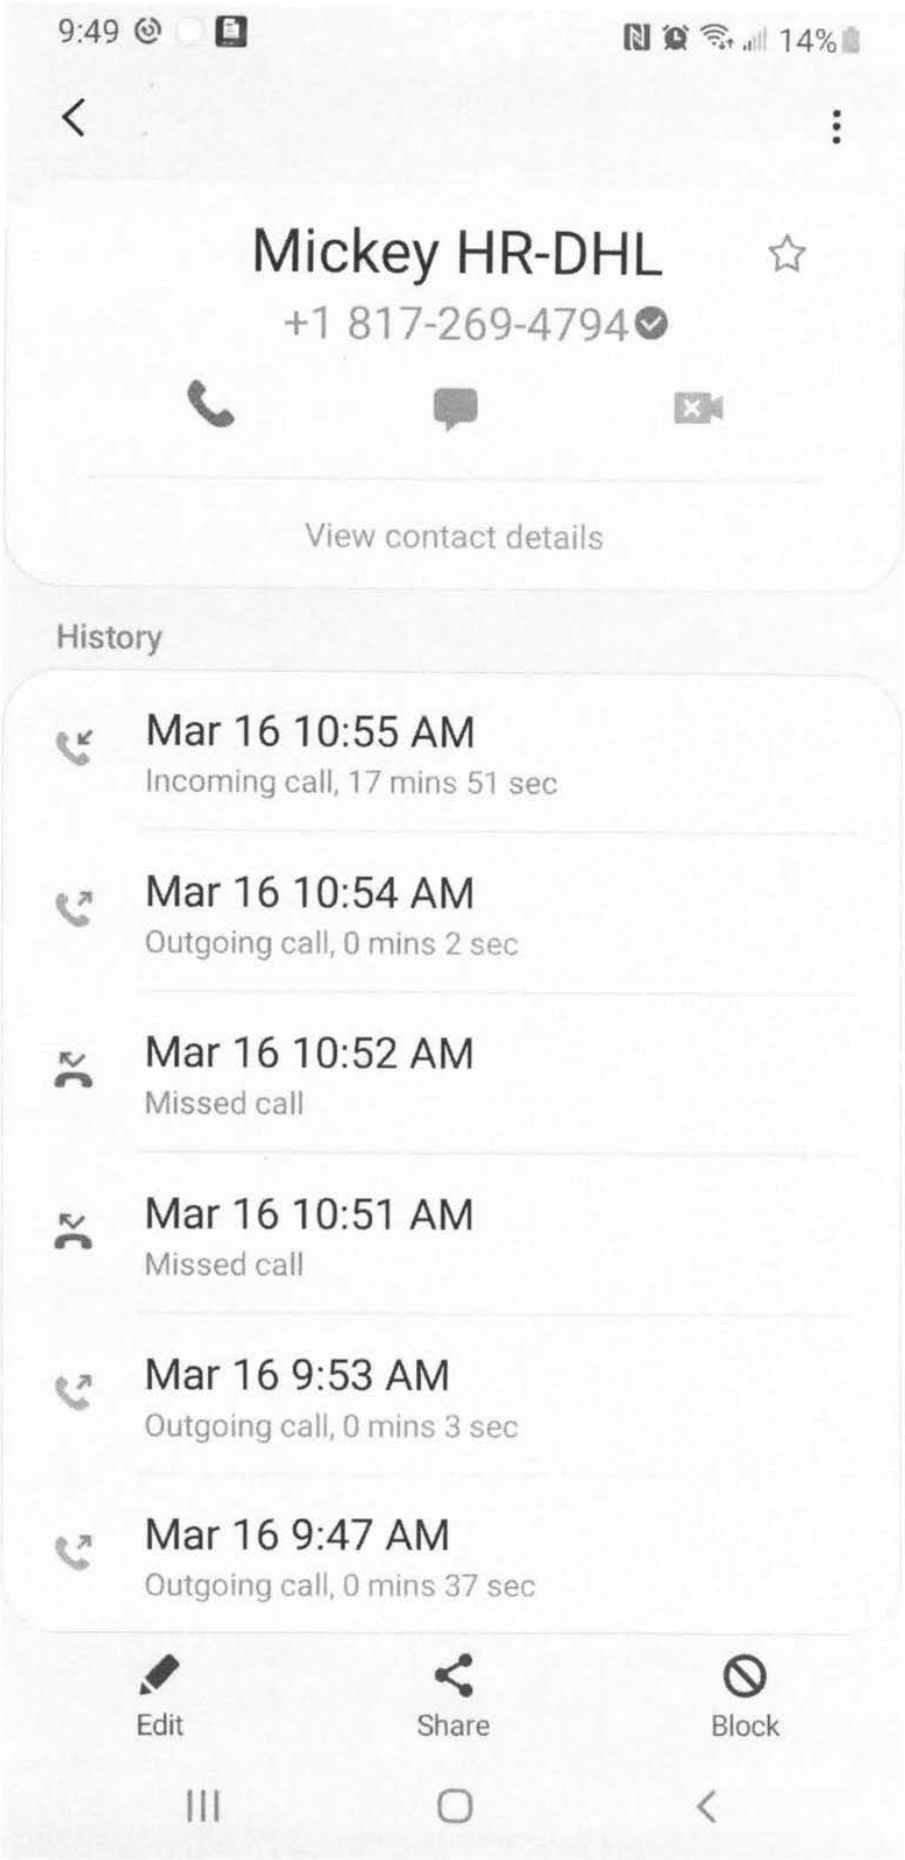 9:49 14%
Mickey HR-DHL
+1 817-269-4794
View contact details
History
Mar 16 10:55 AM
Incoming call, 17 mins 51 sec
Mar 16 10:54 AM
Outgoing call, 0 mins 2 sec
Mar 16 10:52 AM
Missed call
Mar 16 10:51 AM
Missed call
Mar 16 9:53 AM
Outgoing call, 0 mins 3 sec
Mar 16 9:47 AM
Outgoing call, 0 mins 37 sec
Edit Share Block